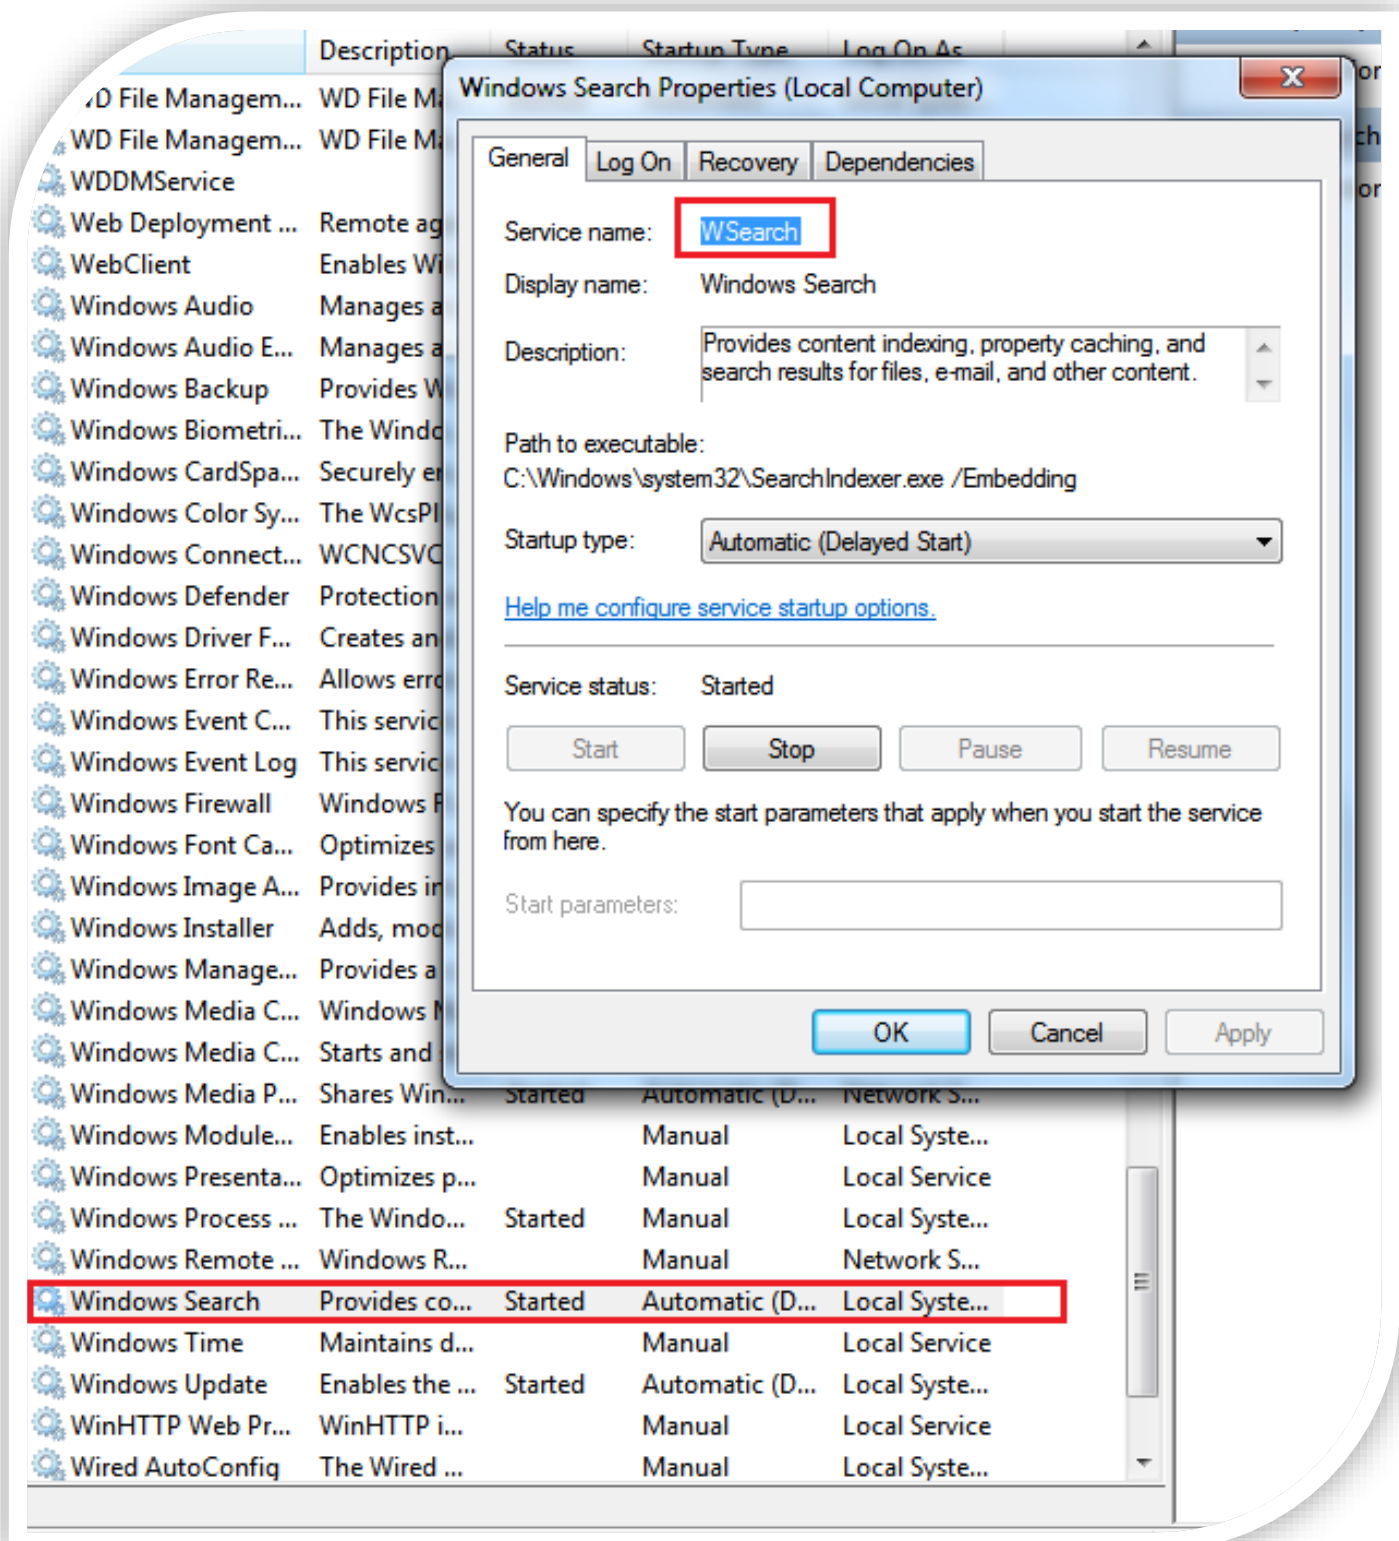 Description Status Startup Type Log On As
WD File Managem... WD File Ma
WD File Managem... WD File Ma
WDDMService
Web Deployment ... Remote ag
WebClient Enables Wi
Windows Audio Manages a
Windows Audio E... Manages a
Windows Backup Provides W
Windows Biometri... The Windo
Windows CardSpa... Securely en
Windows Color Sy... The WcsPl
Windows Connect... WCNCSVC
Windows Defender Protection
Windows Driver F... Creates an
Windows Error Re... Allows erro
Windows Event C... This servic
Windows Event Log This servic
Windows Firewall Windows F
Windows Font Ca... Optimizes
Windows Image A... Provides in
Windows Installer Adds, mod
Windows Manage... Provides a
Windows Media C... Windows M
Windows Media C... Starts and
Windows Media P... Shares Win... Started Automatic (D... Network S...
Windows Module... Enables inst... Manual Local Syste...
Windows Presenta... Optimizes p... Manual Local Service
Windows Process ... The Windo... Started Manual Local Syste...
Windows Remote ... Windows R... Manual Network S...
Windows Search Provides co... Started Automatic (D... Local Syste...
Windows Time Maintains d... Manual Local Service
Windows Update Enables the ... Started Automatic (D... Local Syste...
WinHTTP Web Pr... WinHTTP i... Manual Local Service
Wired AutoConfig The Wired ... Manual Local Syste...
Windows Search Properties (Local Computer)
General Log On Recovery Dependencies
Service name: WSearch
Display name: Windows Search
Description: Provides content indexing, property caching, and
search results for files, e-mail, and other content.
Path to executable:
C:\Windows\system32\SearchIndexer.exe /Embedding
Startup type: Automatic (Delayed Start)
Help me configure service startup options.
Service status: Started
Start Stop Pause Resume
You can specify the start parameters that apply when you start the service
from here.
Start parameters:
OK Cancel Apply